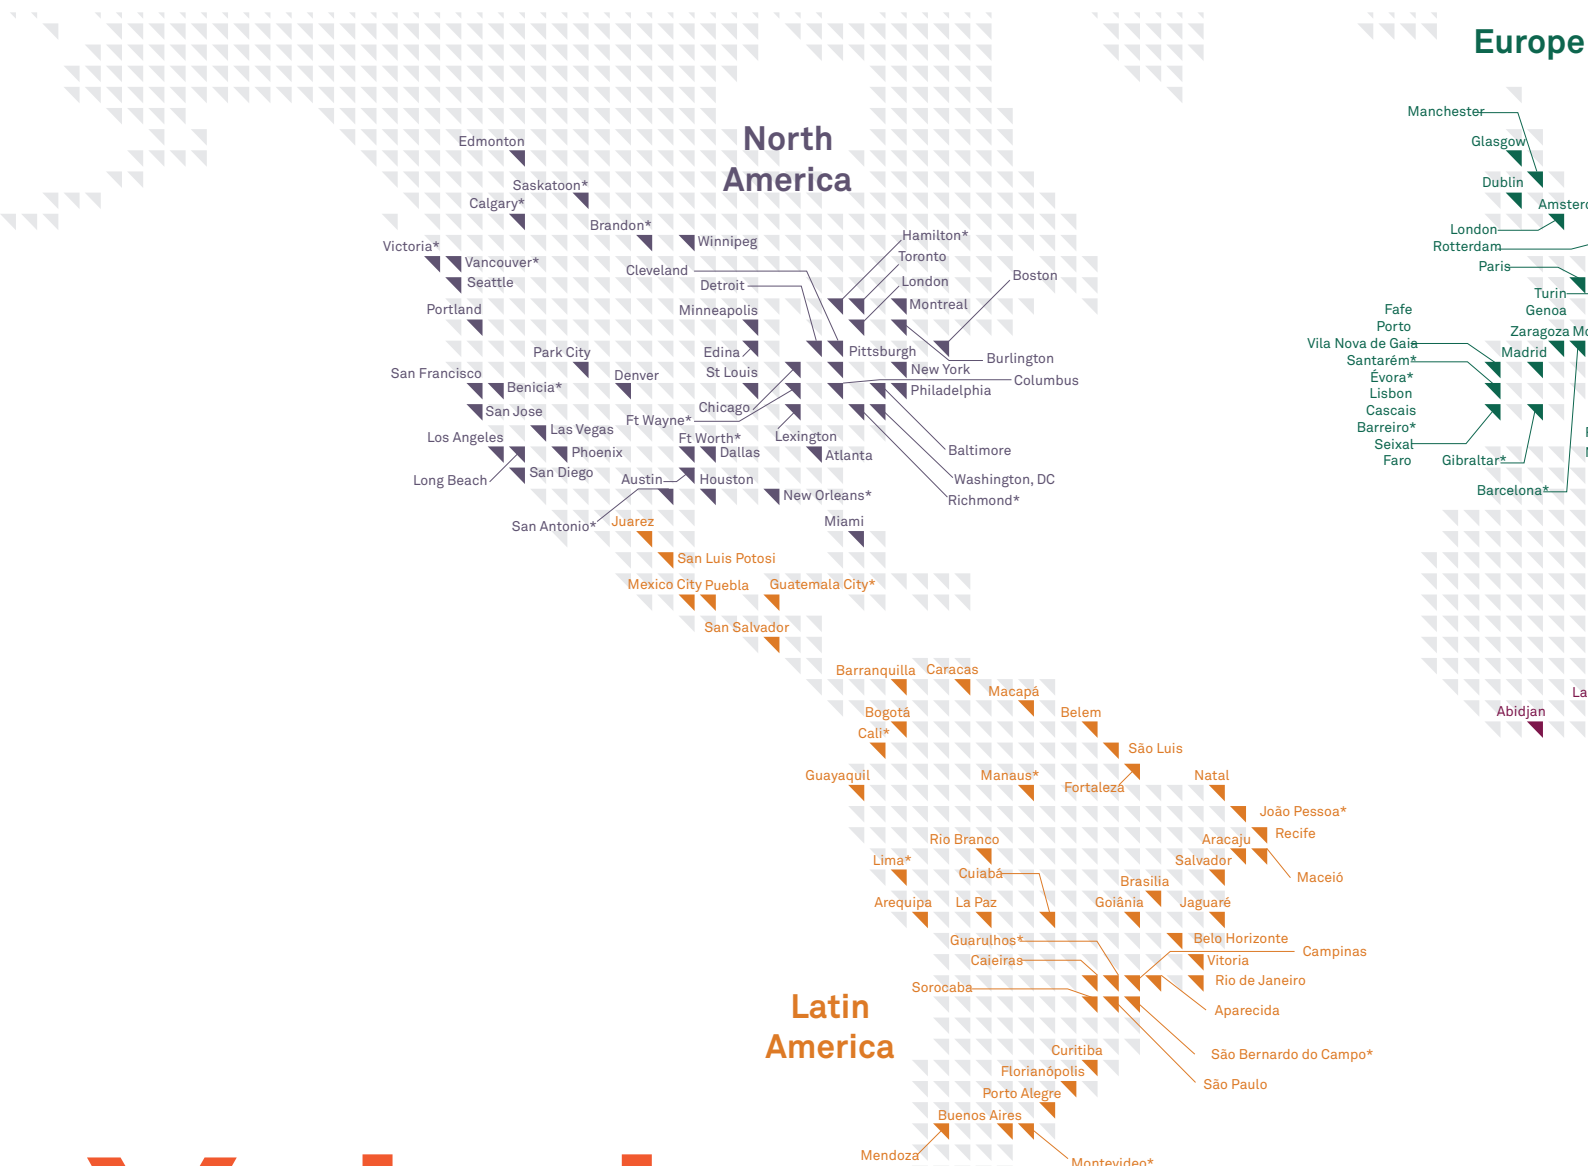 Europe
Manchester
North
America
Edmonton
Glasgow
Saskatoon*
Dublin
Calgary*
Brandon*
London
Hamilton*
Winnipeg
Victoria*
Rotterdam
Toronto
Vancouver*
Cleveland
Paris
Boston
Seattle
London
Detroit
Turin
Montreal
Portland
Minneapolis
Fafe
Genoa
Porto
Zaragoza
Vila Nova de Gaia
Park City
Edina
Pittsburgh
Madrid
Burlington
Santarém*
San Francisco
Denver
St Louis
New York
Évora*
Columbus
Benicia*
Philadelphia
Lisbon
San Jose
Chicago
Cascais
Ft Wayne*
Las Vegas
Barreiro*
Los Angeles
Ft Worth*
Lexington
Seixal
Phoenix
Dallas
Atlanta
Baltimore
Faro
Gibraltar*
San Diego
Long Beach
Austin
Houston
Washington, DC
Barcelona*
New Orleans*
Richmond*
San Antonio*
Juarez
Miami
San Luis Potosi
Mexico City
Puebla
Guatemala City*
San Salvador
Barranquilla
Caracas
Macapá
Bogotá
Belem
Abidjan
Cali*
São Luis
Guayaquil
Manaus*
Fortaleza
Natal
João Pessoa*
Recife
Rio Branco
Aracaju
Lima*
Salvador
Cuiabá
Brasilia
Maceió
Arequipa
La Paz
Goiânia
Jaguaré
Guarulhos*
Belo Horizonte
Campinas
Caieiras
Vitoria
Sorocaba
Rio de Janeiro
Latin
America
Aparecida
Curitiba
São Bernardo do Campo*
Florianópolis
São Paulo
Porto Alegre
Buenos Aires
Mendoza
Montevideo*